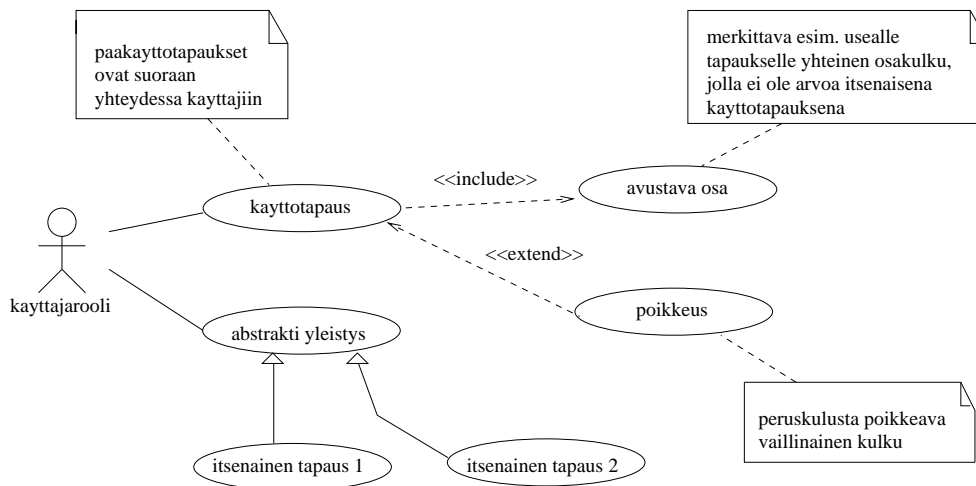 paakayttotapaukset
ovat suoraan
yhteydessa kayttajiin
merkittava esim. usealle
tapaukselle yhteinen osakulku,
jolla ei ole arvoa itsenaisena
kayttotapauksena
<<include>>
kayttotapaus
avustava osa
<<extend>>
kayttajarooli
poikkeus
abstrakti yleistys
peruskulusta poikkeava
vaillinainen kulku
itsenainen tapaus 1
itsenainen tapaus 2